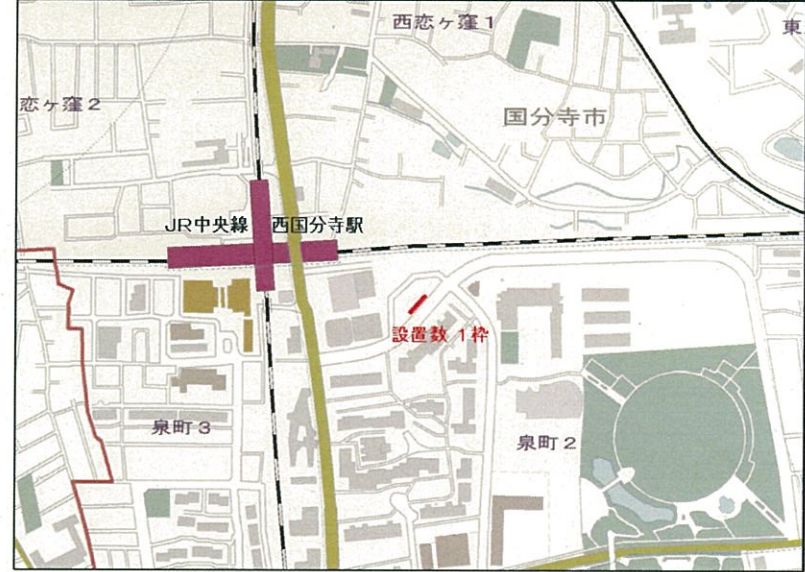 西恋ヶ窪1
東
恋ヶ窪2
国分寺市
JR中央線 西国分寺駅
設置数 1枠
泉町3
泉町2